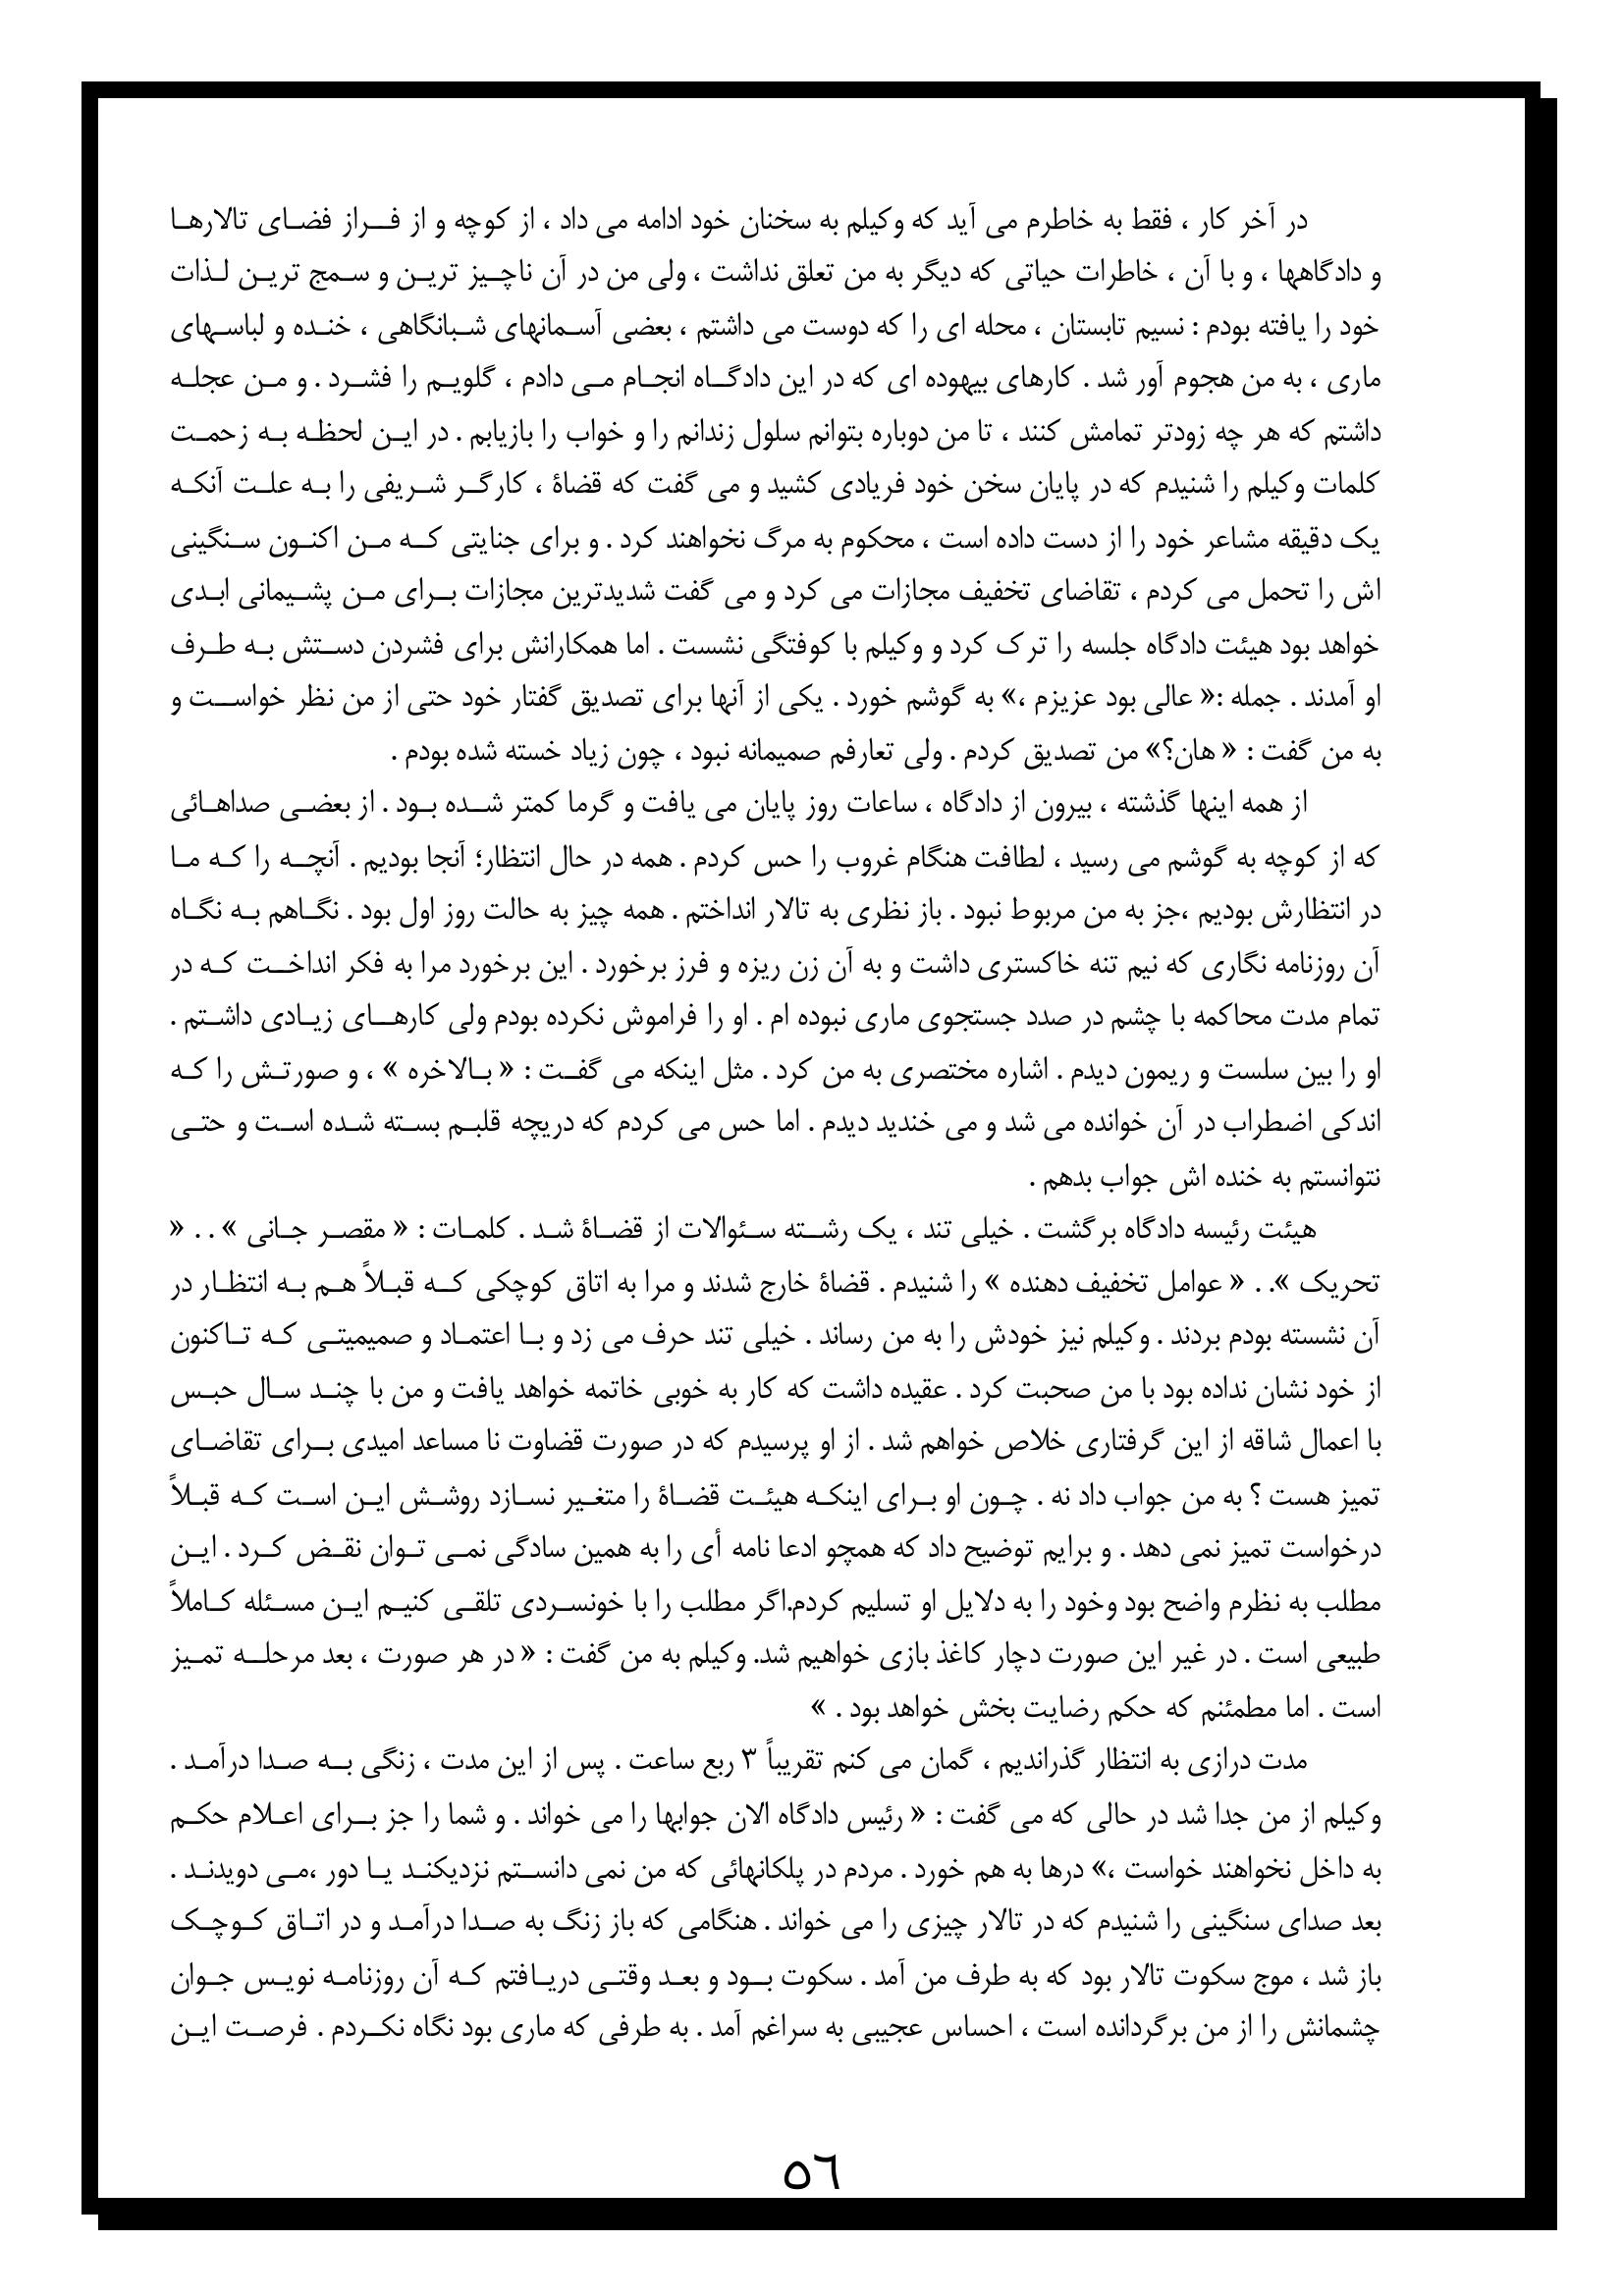 در آخر کار ، فقط به خاطرم می آید که وکیلم به سخنان خود ادامه می داد ، از کوچه و از فراز فضای تالارها
و دادگاهها ، و با آن ، خاطرات حیاتی که دیگر به من تعلق نداشت ، ولی من در آن ناچیز ترین و سمج ترین لذات
خود را یافته بودم : نسیم تابستان ، محله ای را که دوست می داشتم ، بعضی آسمانهای شبانگاهی ، خنده و لباسهای
ماری ، به من هجوم آور شد . کارهای بیهوده ای که در این دادگاه انجام می دادم ، گلویم را فشرد . و من عجله
داشتم که هر چه زودتر تمامش کنند ، تا من دوباره بتوانم سلول زندانم را و خواب را بازیابم . در این لحظه به زحمت
کلمات وکیلم را شنیدم که در پایان سخن خود فریادی کشید و می گفت که قضاۀ ، کارگر شریفی را به علت آنکه
یک دقیقه مشاعر خود را از دست داده است ، محکوم به مرگ نخواهند کرد . و برای جنایتی که من اکنون سنگینی
اش را تحمل می کردم ، تقاضای تخفیف مجازات می کرد و می گفت شدیدترین مجازات برای من پشیمانی ابدی
خواهد بود هیئت دادگاه جلسه را ترک کرد و وکیلم با کوفتگی نشست . اما همکارانش برای فشردن دستش به طرف
او آمدند . جمله :« عالی بود عزیزم ،» به گوشم خورد . یکی از آنها برای تصدیق گفتار خود حتی از من نظر خواست و
به من گفت : « هان؟» من تصدیق کردم . ولی تعارفم صمیمانه نبود ، چون زیاد خسته شده بودم .
از همه اینها گذشته ، بیرون از دادگاه ، ساعات روز پایان می یافت و گرما کمتر شده بود . از بعضی صداهائی
که از کوچه به گوشم می رسید ، لطافت هنگام غروب را حس کردم . همه در حال انتظار؛ آنجا بودیم . آنچه را که ما
در انتظارش بودیم ،جز به من مربوط نبود . باز نظری به تالار انداختم . همه چیز به حالت روز اول بود . نگاهم به نگاه
آن روزنامه نگاری که نیم تنه خاکستری داشت و به آن زن ریزه و فرز برخورد . این برخورد مرا به فکر انداخت که در
تمام مدت محاکمه با چشم در صدد جستجوی ماری نبوده ام . او را فراموش نکرده بودم ولی کارهای زیادی داشتم .
او را بین سلست و ریمون دیدم . اشاره مختصری به من کرد . مثل اینکه می گفت : « بالاخره » ، و صورتش را که
اندکی اضطراب در آن خوانده می شد و می خندید دیدم . اما حس می کردم که دریچه قلبم بسته شده است و حتی
نتوانستم به خنده اش جواب بدهم .
هیئت رئیسه دادگاه برگشت . خیلی تند ، یک رشته سئوالات از قضاۀ شد . کلمات : « مقصر جانی » . . «
تحریک ». . « عوامل تخفیف دهنده » را شنیدم . قضاۀ خارج شدند و مرا به اتاق کوچکی که قبلاً هم به انتظار در
آن نشسته بودم بردند . وکیلم نیز خودش را به من رساند . خیلی تند حرف می زد و با اعتماد و صمیمیتی که تاکنون
از خود نشان نداده بود با من صحبت کرد . عقیده داشت که کار به خوبی خاتمه خواهد یافت و من با چند سال حبس
با اعمال شاقه از این گرفتاری خلاص خواهم شد . از او پرسیدم که در صورت قضاوت نا مساعد امیدی برای تقاضای
تمیز هست ؟ به من جواب داد نه . چون او برای اینکه هیئت قضاۀ را متغیر نسازد روشش این است که قبلاً
درخواست تمیز نمی دهد . و برایم توضیح داد که همچو ادعا نامه أی را به همین سادگی نمی توان نقض کرد . این
مطلب به نظرم واضح بود وخود را به دلایل او تسلیم کردم.اگر مطلب را با خونسردی تلقی کنیم این مسئله کاملاً
طبیعی است . در غیر این صورت دچار کاغذ بازی خواهیم شد. وکیلم به من گفت : « در هر صورت ، بعد مرحله تمیز
است . اما مطمئنم که حکم رضایت بخش خواهد بود . »
مدت درازی به انتظار گذراندیم ، گمان می کنم تقریباً ۳ ربع ساعت . پس از این مدت ، زنگی به صدا درآمد .
وکیلم از من جدا شد در حالی که می گفت : « رئیس دادگاه الان جوابها را می خواند . و شما را جز برای اعلام حکم
به داخل نخواهند خواست ،» درها به هم خورد . مردم در پلکانهائی که من نمی دانستم نزدیکند یا دور ،می دویدند .
بعد صدای سنگینی را شنیدم که در تالار چیزی را می خواند . هنگامی که باز زنگ به صدا درآمد و در اتاق کوچک
باز شد ، موج سکوت تالار بود که به طرف من آمد . سکوت بود و بعد وقتی دریافتم که آن روزنامه نویس جوان
چشمانش را از من برگردانده است ، احساس عجیبی به سراغم آمد . به طرفی که ماری بود نگاه نکردم . فرصت این
٥٦